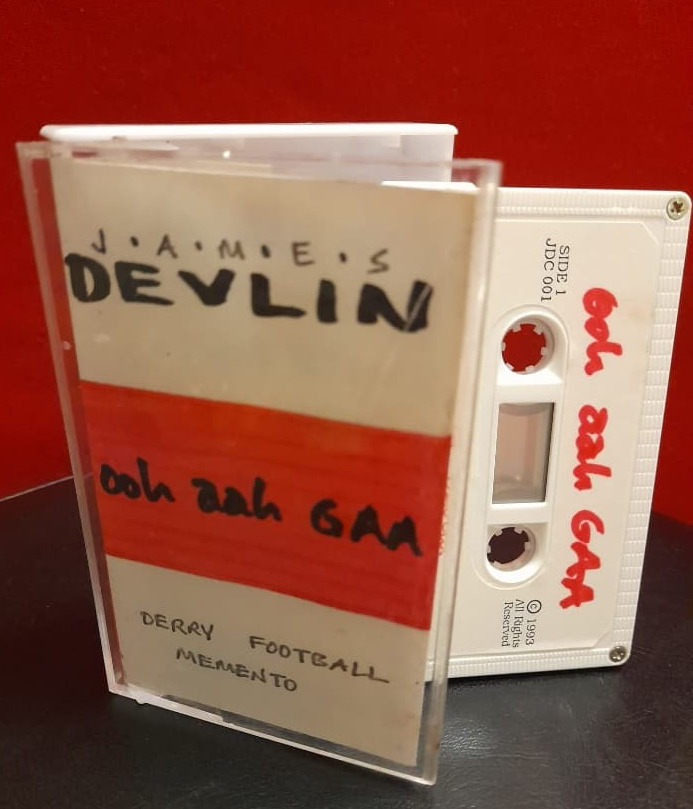 J.A.M.E.S
DEVLIN
ooh aah GAA
DERRY FOOTBALL
MEMENTO
SIDE 1
JDC 001
ooh aah GAA
© 1993
All Rights
Reserved